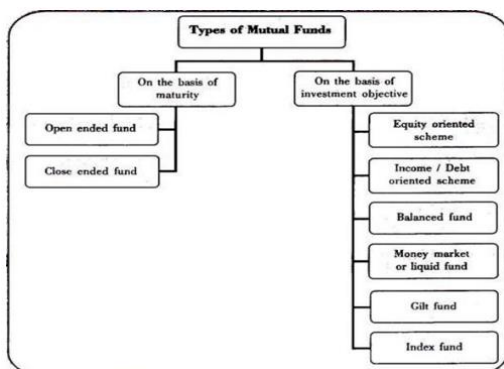 Types of Mutual Funds
On the basis of
maturity
Open ended fund
Close ended fund
On the basis of
investment objective
Equity oriented
scheme
Income / Debt
oriented scheme
Balanced fund
Money market
or liquid fund
Gilt fund
Index fund